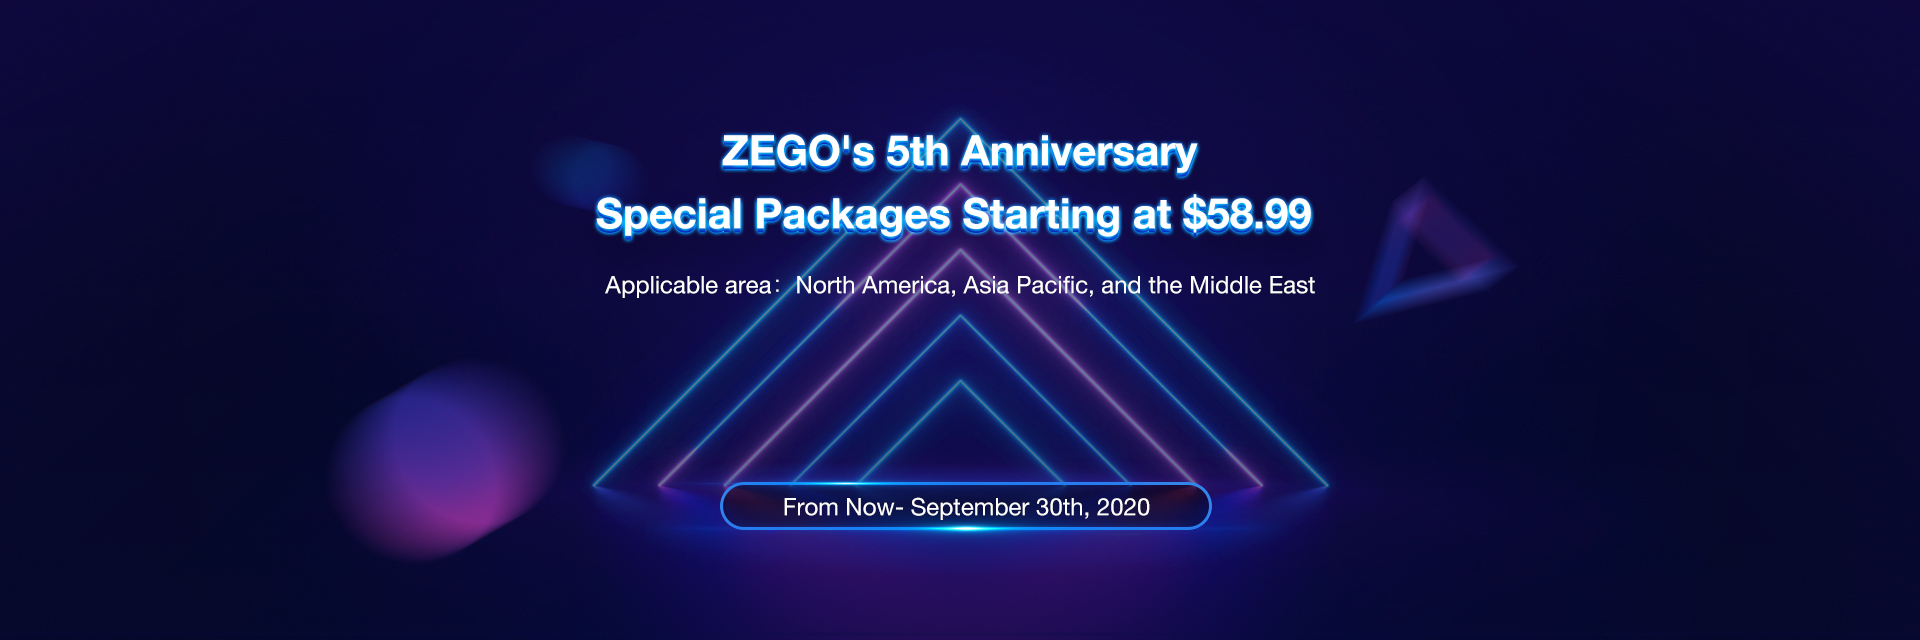 ZEGO's 5th Anniversary
Special Packages Starting at $58.99
Applicable area：North America, Asia Pacific, and the Middle East
From Now- September 30th, 2020